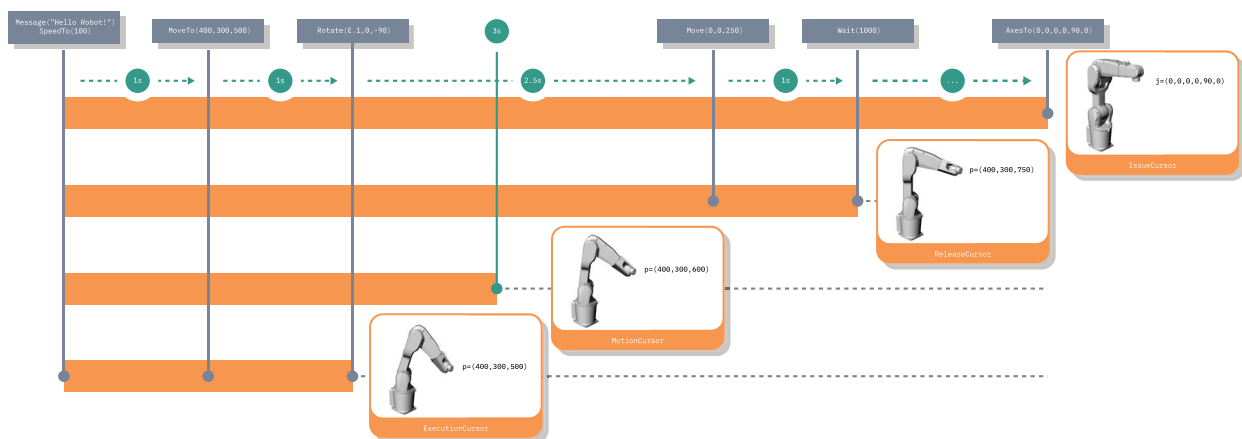 Message("Hello Robot!")
SpeedTo(100)
MoveTo(400,300,500)
Rotate(0.1,0,-90)
3s
Move(0,0,250)
Wait(1000)
AxesTo(0,0,0,0,90,0)
1s
1s
2.5s
1s
...
j=(0,0,0,0,90,0)
IssueCursor
p=(400,300,750)
ReleaseCursor
p=(400,300,600)
MotionCursor
p=(400,300,500)
ExecutionCursor